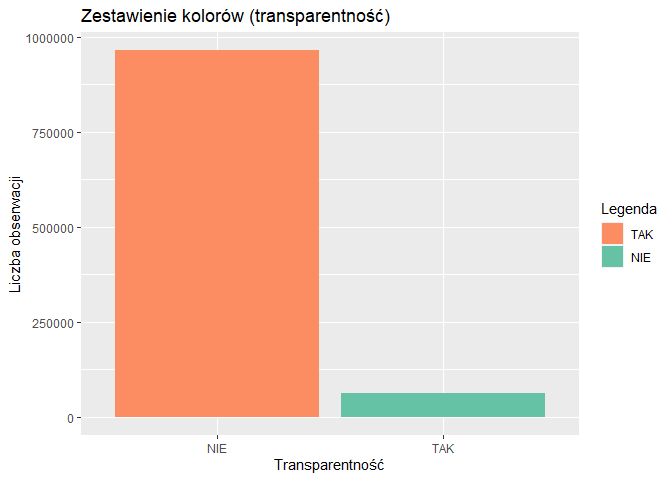 Zestawienie kolorów (transparentność)
1000000
750000
500000
250000
0
Liczba obserwacji
NIE
TAK
Transparentność
Legenda
TAK
NIE